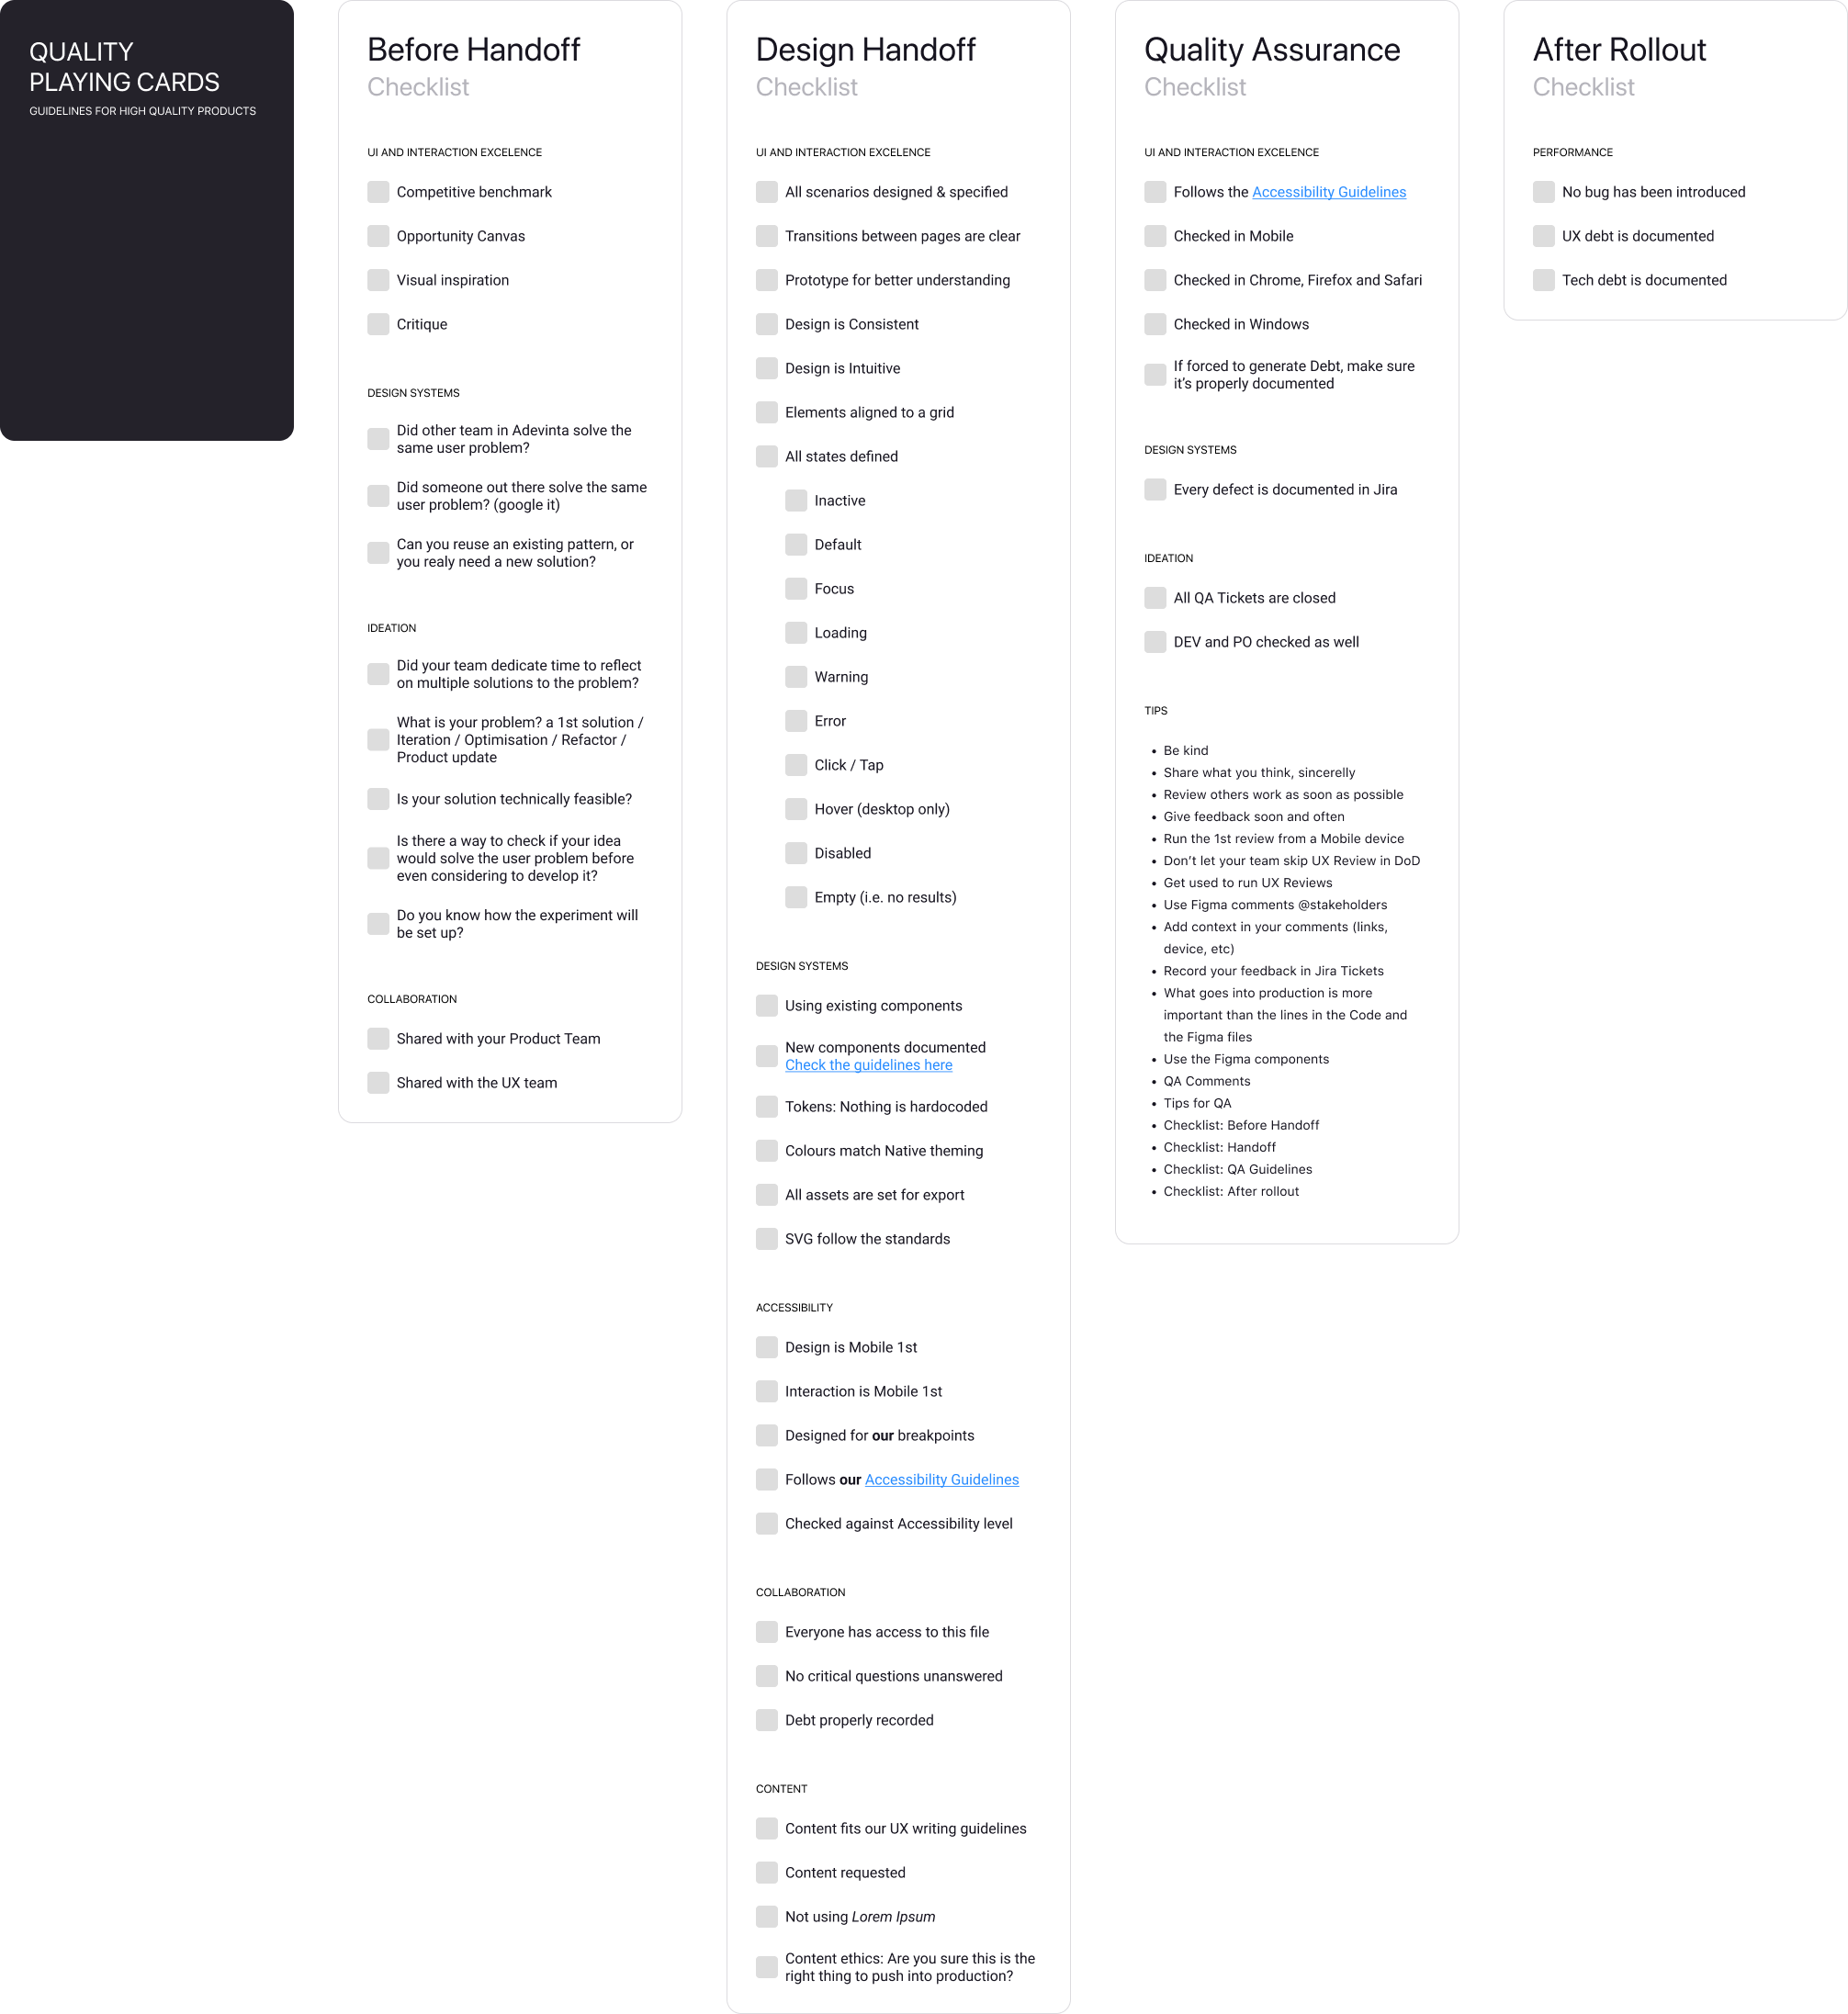 QUALITY
PLAYING CARDS
GUIDELINES FOR HIGH QUALITY PRODUCTS
Before Handoff
Checklist
UI AND INTERACTION EXCELENCE
Competitive benchmark
Opportunity Canvas
Visual inspiration
Critique
DESIGN SYSTEMS
Did other team in Adevinta solve the
same user problem?
Did someone out there solve the same
user problem? (google it)
Can you reuse an existing pattern, or
you realy need a new solution?
IDEATION
Did your team dedicate time to reflect
on multiple solutions to the problem?
What is your problem? a 1st solution /
Iteration / Optimisation / Refactor /
Product update
Is your solution technically feasible?
Is there a way to check if your idea
would solve the user problem before
even considering to develop it?
Do you know how the experiment will
be set up?
COLLABORATION
Shared with your Product Team
Shared with the UX team
Design Handoff
Checklist
UI AND INTERACTION EXCELENCE
All scenarios designed & specified
Transitions between pages are clear
Prototype for better understanding
Design is Consistent
Design is Intuitive
Elements aligned to a grid
All states defined
Inactive
Default
Focus
Loading
Warning
Error
Click / Tap
Hover (desktop only)
Disabled
Empty (i.e. no results)
DESIGN SYSTEMS
Using existing components
New components documented
Check the guidelines here
Tokens: Nothing is hardocoded
Colours match Native theming
All assets are set for export
SVG follow the standards
ACCESSIBILITY
Design is Mobile 1st
Interaction is Mobile 1st
Designed for our breakpoints
Follows our Accessibility Guidelines
Checked against Accessibility level
COLLABORATION
Everyone has access to this file
No critical questions unanswered
Debt properly recorded
CONTENT
Content fits our UX writing guidelines
Content requested
Not using Lorem Ipsum
Content ethics: Are you sure this is the
right thing to push into production?
Quality Assurance
Checklist
UI AND INTERACTION EXCELENCE
Follows the Accessibility Guidelines
Checked in Mobile
Checked in Chrome, Firefox and Safari
Checked in Windows
If forced to generate Debt, make sure
it’s properly documented
DESIGN SYSTEMS
Every defect is documented in Jira
IDEATION
All QA Tickets are closed
DEV and PO checked as well
TIPS
• Be kind
• Share what you think, sincerelly
• Review others work as soon as possible
• Give feedback soon and often
• Run the 1st review from a Mobile device
• Don’t let your team skip UX Review in DoD
• Get used to run UX Reviews
• Use Figma comments @stakeholders
• Add context in your comments (links,
device, etc)
• Record your feedback in Jira Tickets
• What goes into production is more
important than the lines in the Code and
the Figma files
• Use the Figma components
• QA Comments
• Tips for QA
• Checklist: Before Handoff
• Checklist: Handoff
• Checklist: QA Guidelines
• Checklist: After rollout
After Rollout
Checklist
PERFORMANCE
No bug has been introduced
UX debt is documented
Tech debt is documented